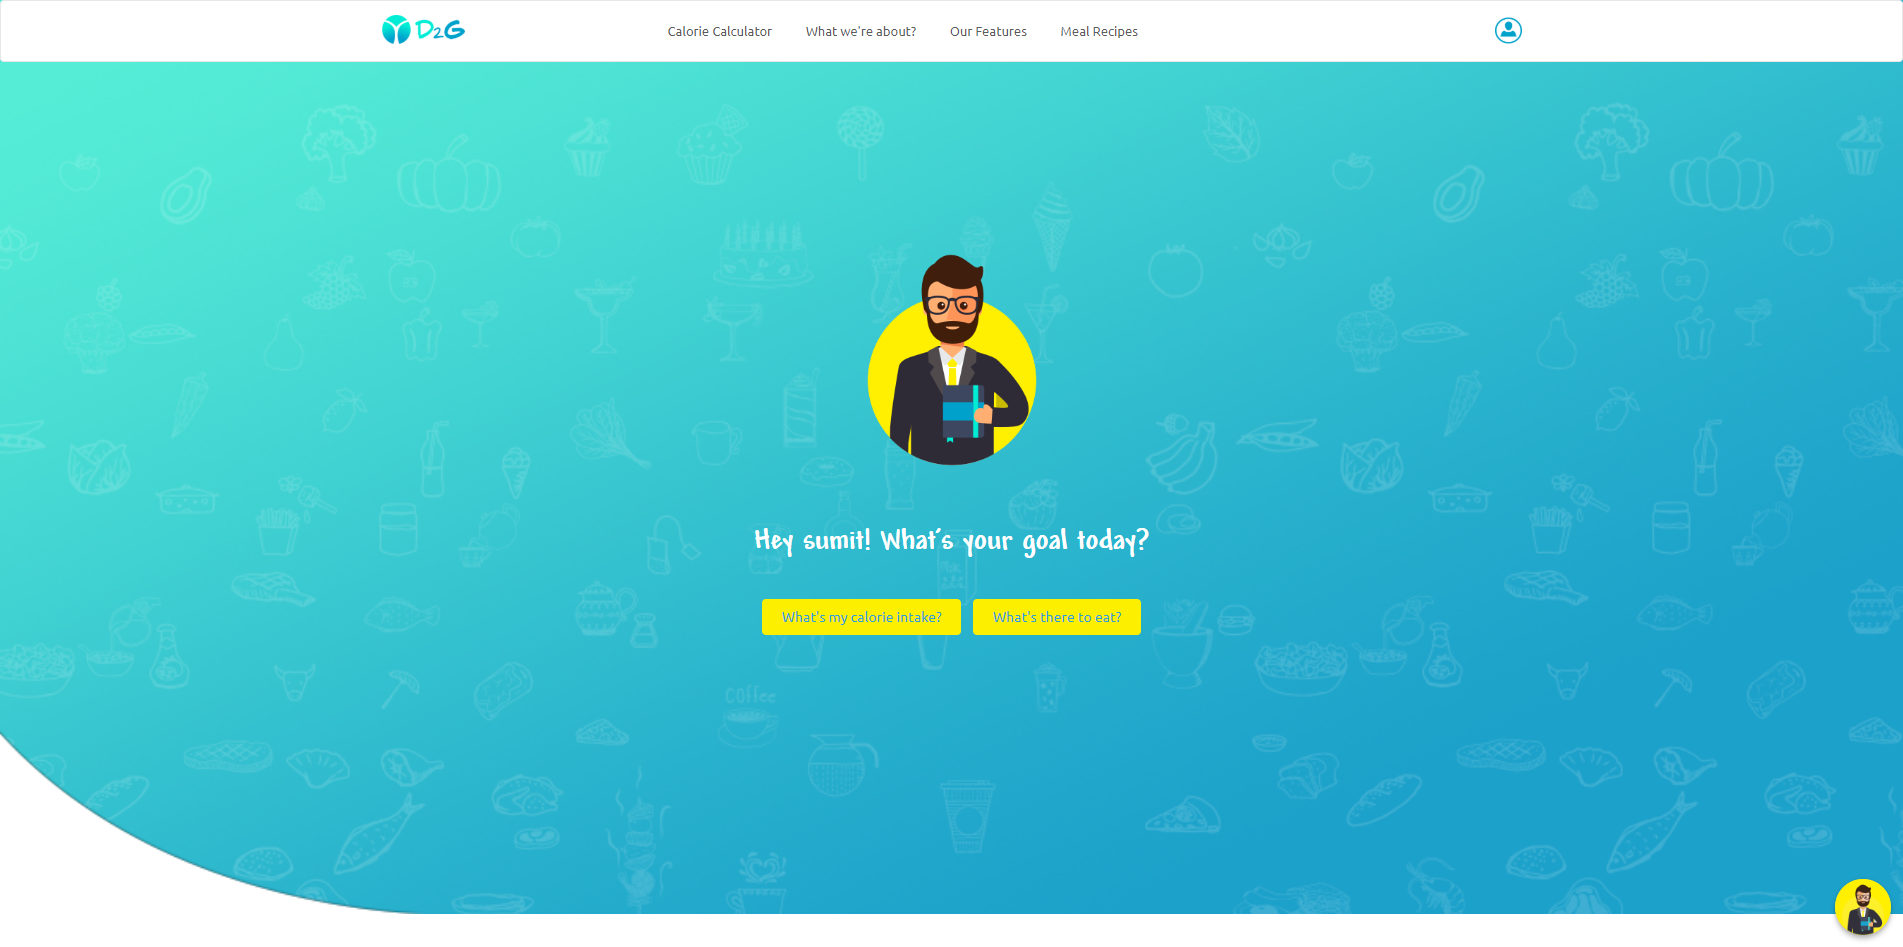 D2G
Calorie Calculator
What we're about?
Our Features
Meal Recipes
Hey sumit! What's your goal today?
What's my calorie intake?
What's there to eat?
Coffee